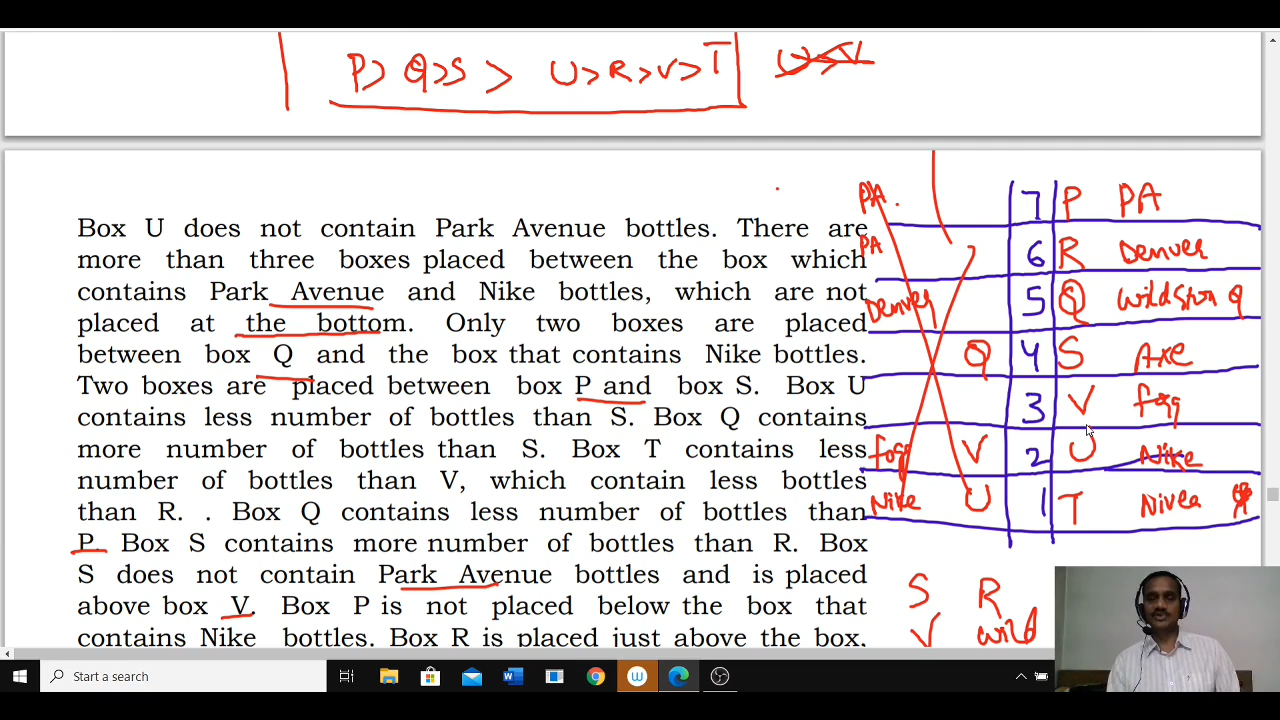 P> Q>S > U>R>V>T U>V
Box U does not contain Park Avenue bottles. There are
more than three boxes placed between the box which
contains Park Avenue and Nike bottles, which are not
placed at the bottom. Only two boxes are placed
between box Q and the box that contains Nike bottles.
Two boxes are placed between box P and box S. Box U
contains less number of bottles than S. Box Q contains
more number of bottles than S. Box T contains less
number of bottles than V, which contain less bottles
than R. . Box Q contains less number of bottles than
P. Box S contains more number of bottles than R. Box
S does not contain Park Avenue bottles and is placed
above box V. Box P is not placed below the box that
contains Nike bottles. Box R is placed just above the box,
PA. 7 P PA
PA 6 R Denver
Denver 5 Q Wildston Q
Q 4 S Axe
3 V fogg
fogg V 2 U Nike
Nike U 1 T Nivea
S R
V Wild
Type here to search